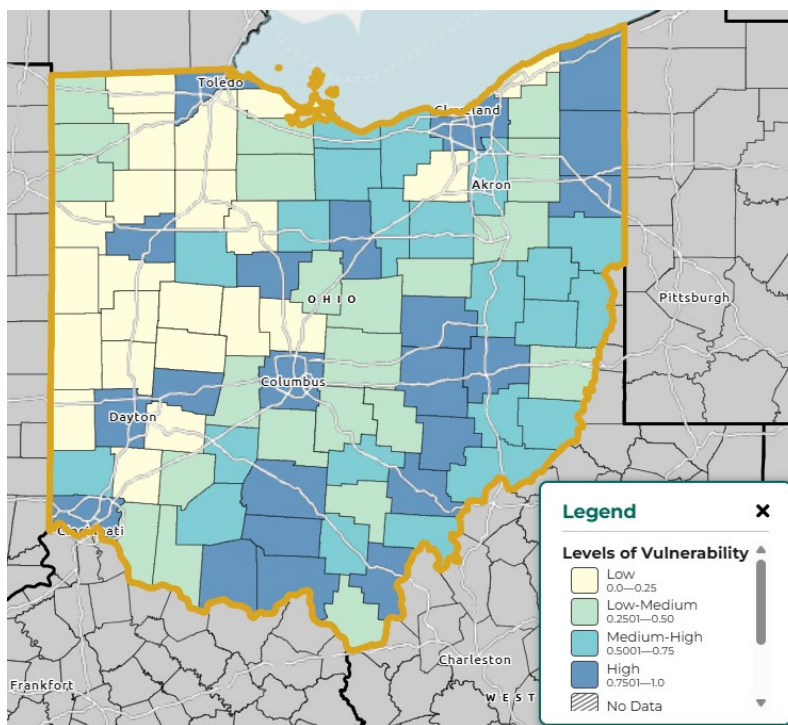 Toledo
Cleveland
Akron
OHIO
Pittsburgh
Columbus
Dayton
Cincinnati
Charleston
Frankfort
WEST
Legend
×
Levels of Vulnerability
Low
0.0—0.25
Low-Medium
0.2501—0.50
Medium-High
0.5001—0.75
High
0.7501—1.0
No Data